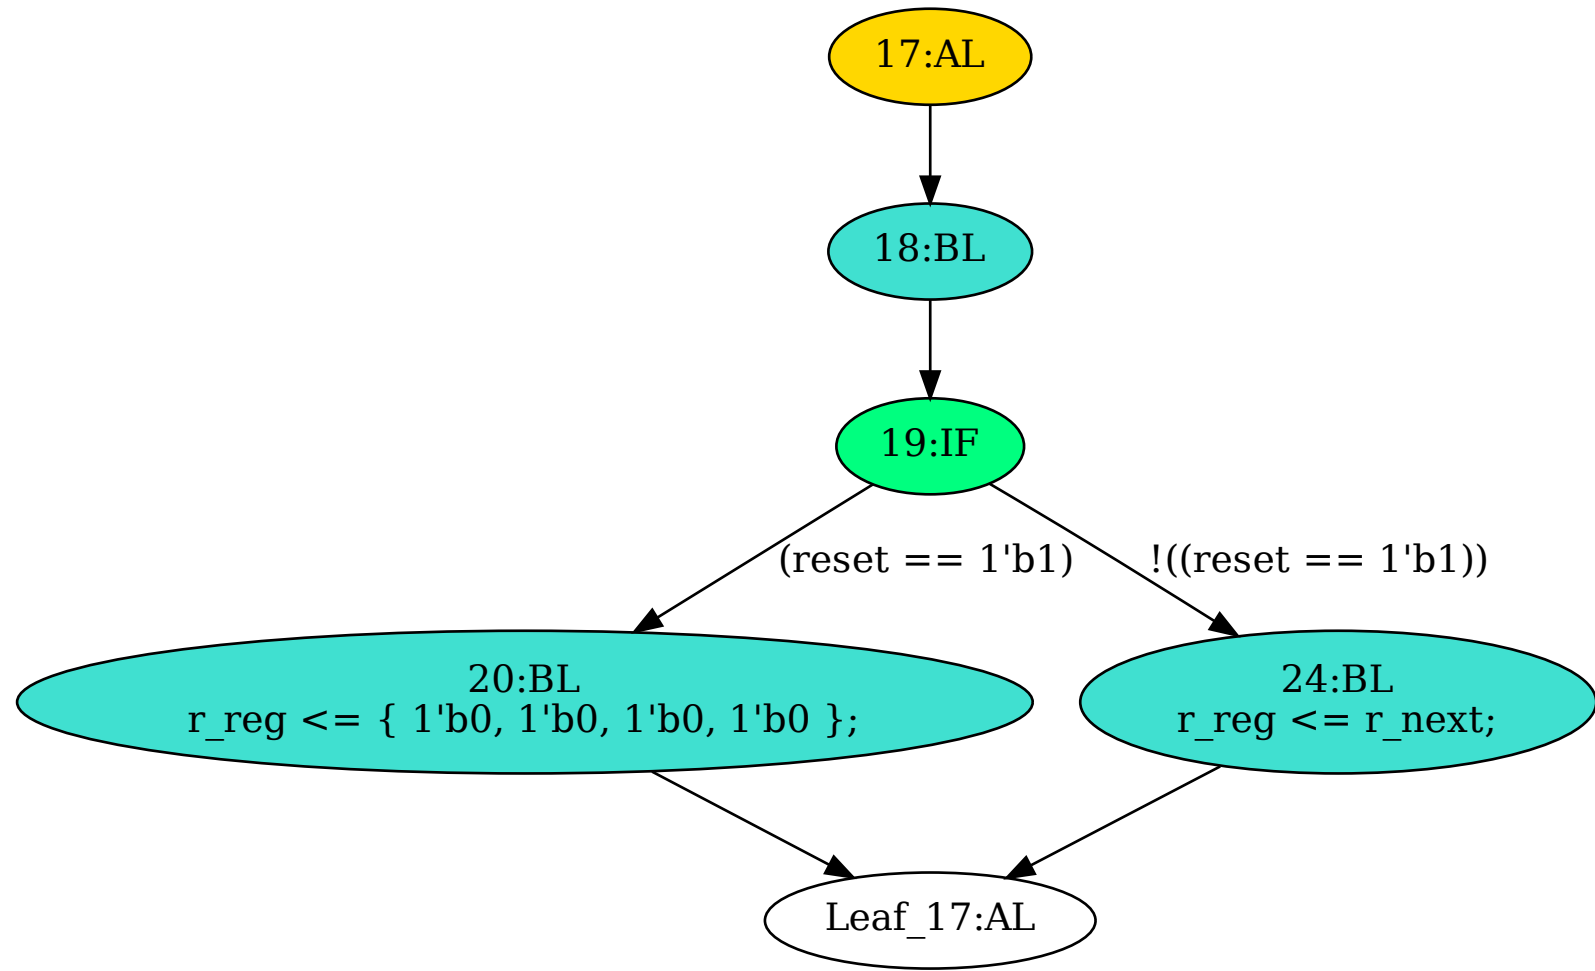 17:AL
18:BL
19:IF
(reset == 1'b1)
!((reset == 1'b1))
20:BL
r_reg <= { 1'b0, 1'b0, 1'b0, 1'b0 };
24:BL
r_reg <= r_next;
Leaf_17:AL